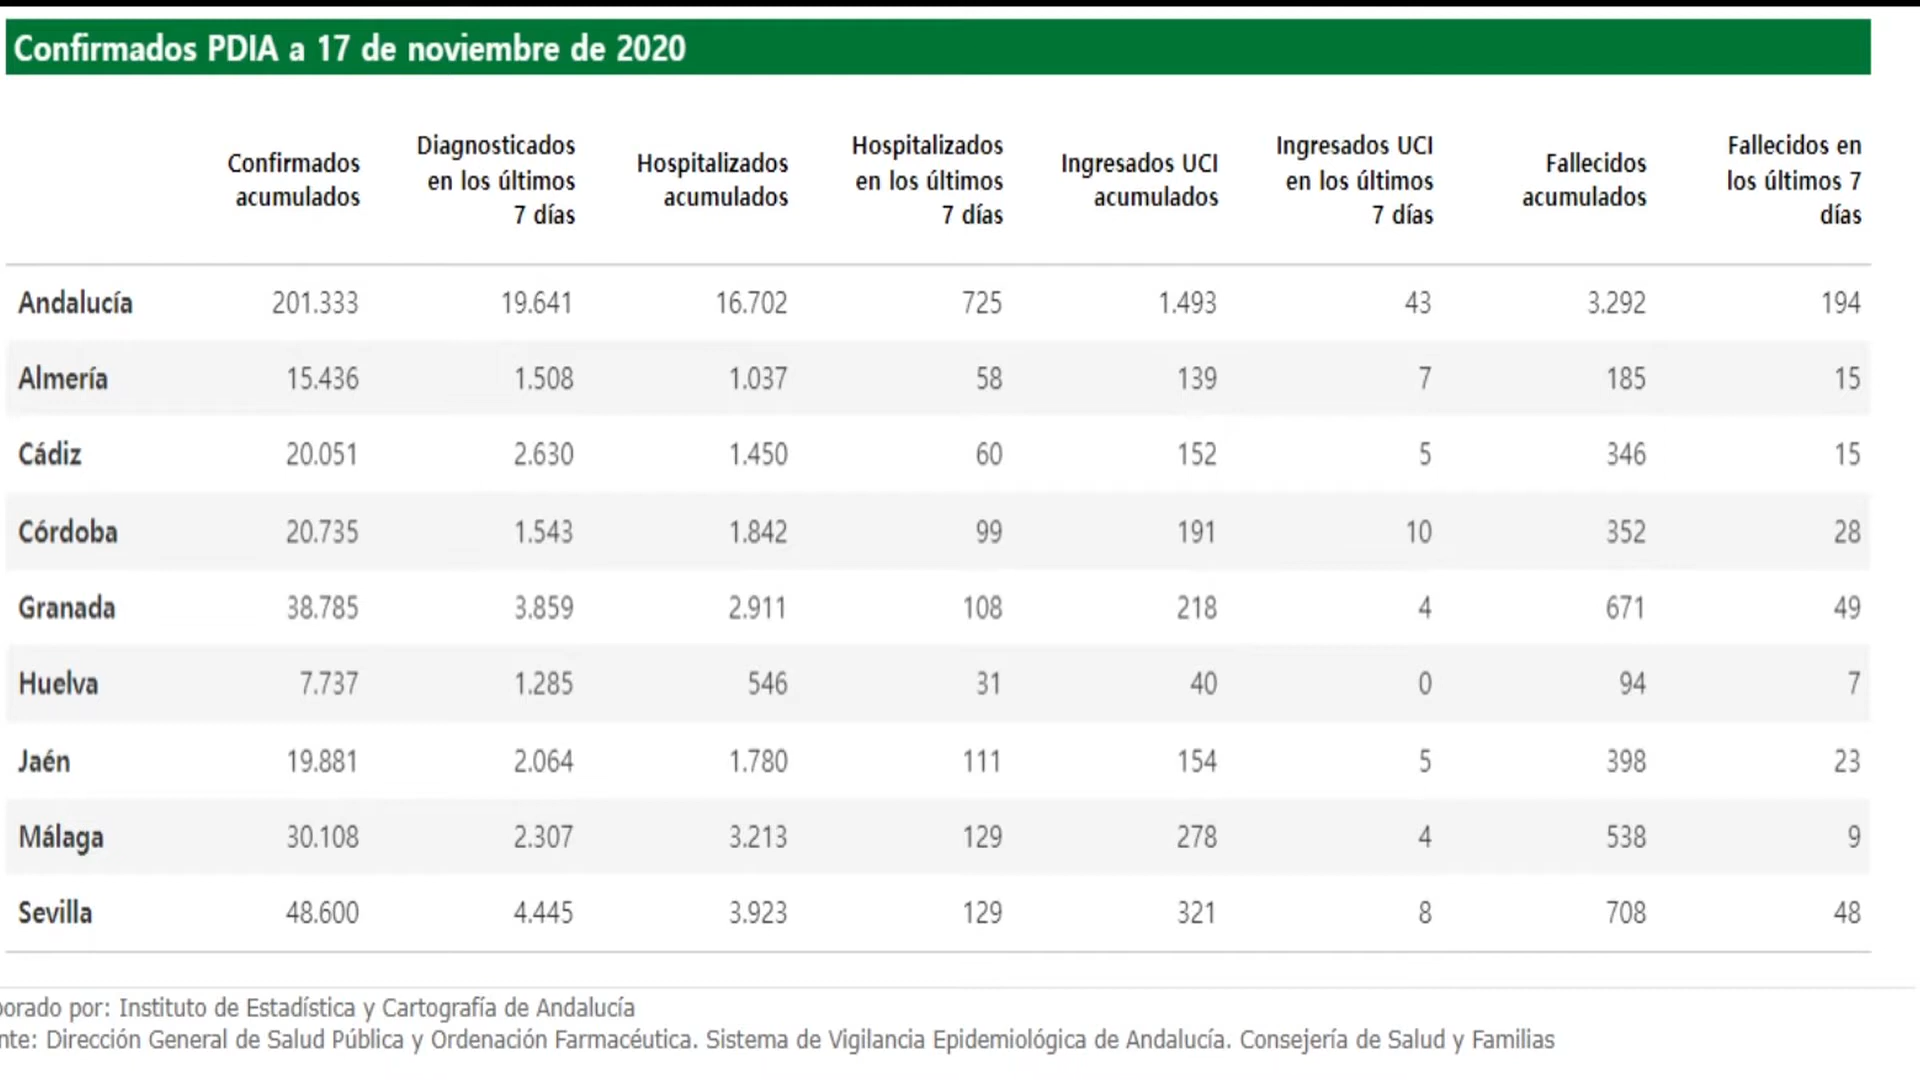 Confirmados PDIA a 17 de noviembre de 2020
Confirmados acumulados Diagnosticados en los últimos 7 días Hospitalizados acumulados Hospitalizados en los últimos 7 días Ingresados UCI acumulados Ingresados UCI en los últimos 7 días Fallecidos acumulados Fallecidos en los últimos 7 días
Andalucía 201.333 19.641 16.702 725 1.493 43 3.292 194
Almería 15.436 1.508 1.037 58 139 7 185 15
Cádiz 20.051 2.630 1.450 60 152 5 346 15
Córdoba 20.735 1.543 1.842 99 191 10 352 28
Granada 38.785 3.859 2.911 108 218 4 671 49
Huelva 7.737 1.285 546 31 40 0 94 7
Jaén 19.881 2.064 1.780 111 154 5 398 23
Málaga 30.108 2.307 3.213 129 278 4 538 9
Sevilla 48.600 4.445 3.923 129 321 8 708 48
orado por: Instituto de Estadística y Cartografía de Andalucía
nte: Dirección General de Salud Pública y Ordenación Farmacéutica. Sistema de Vigilancia Epidemiológica de Andalucía. Consejería de Salud y Familias